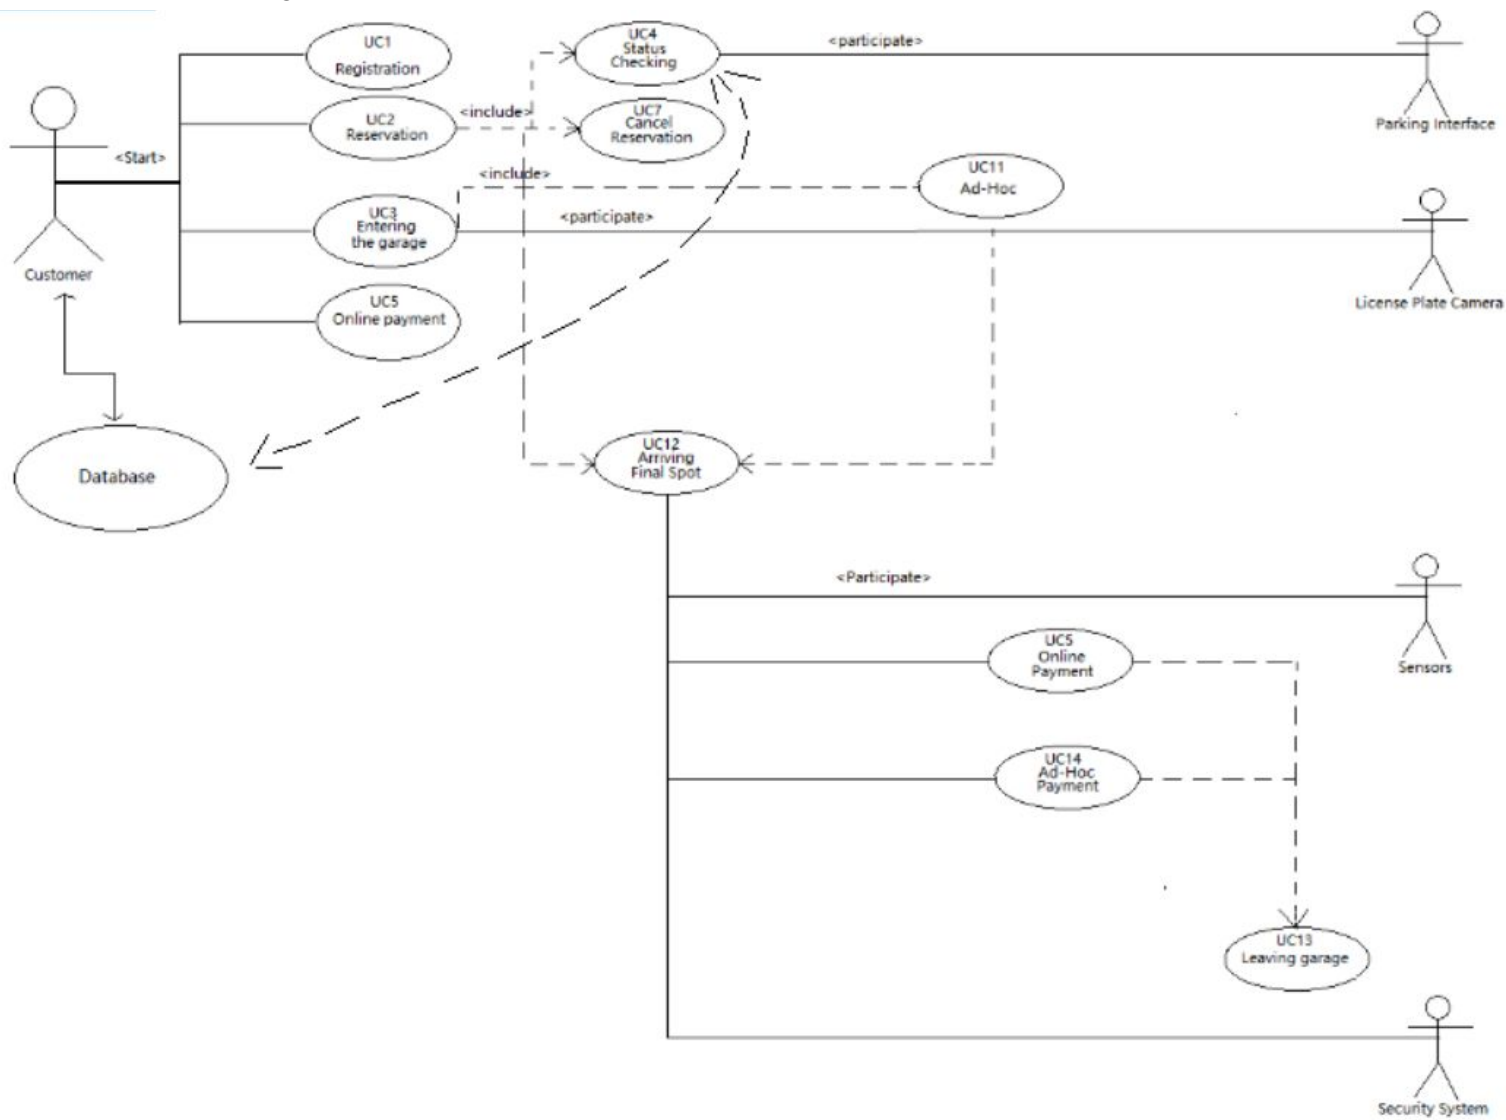 UC1
Registration
UC2
Reservation
<include>
UC4
Status
Checking
<participate>
Parking Interface
UC7
Cancel
Reservation
<Start>
Customer
<include>
UC11
Ad-Hoc
UC3
Entering
the garage
<participate>
License Plate Camera
UC5
Online payment
Database
UC12
Arriving
Final Spot
<Participate>
Sensors
UC5
Online
Payment
UC14
Ad-Hoc
Payment
UC13
Leaving garage
Security System